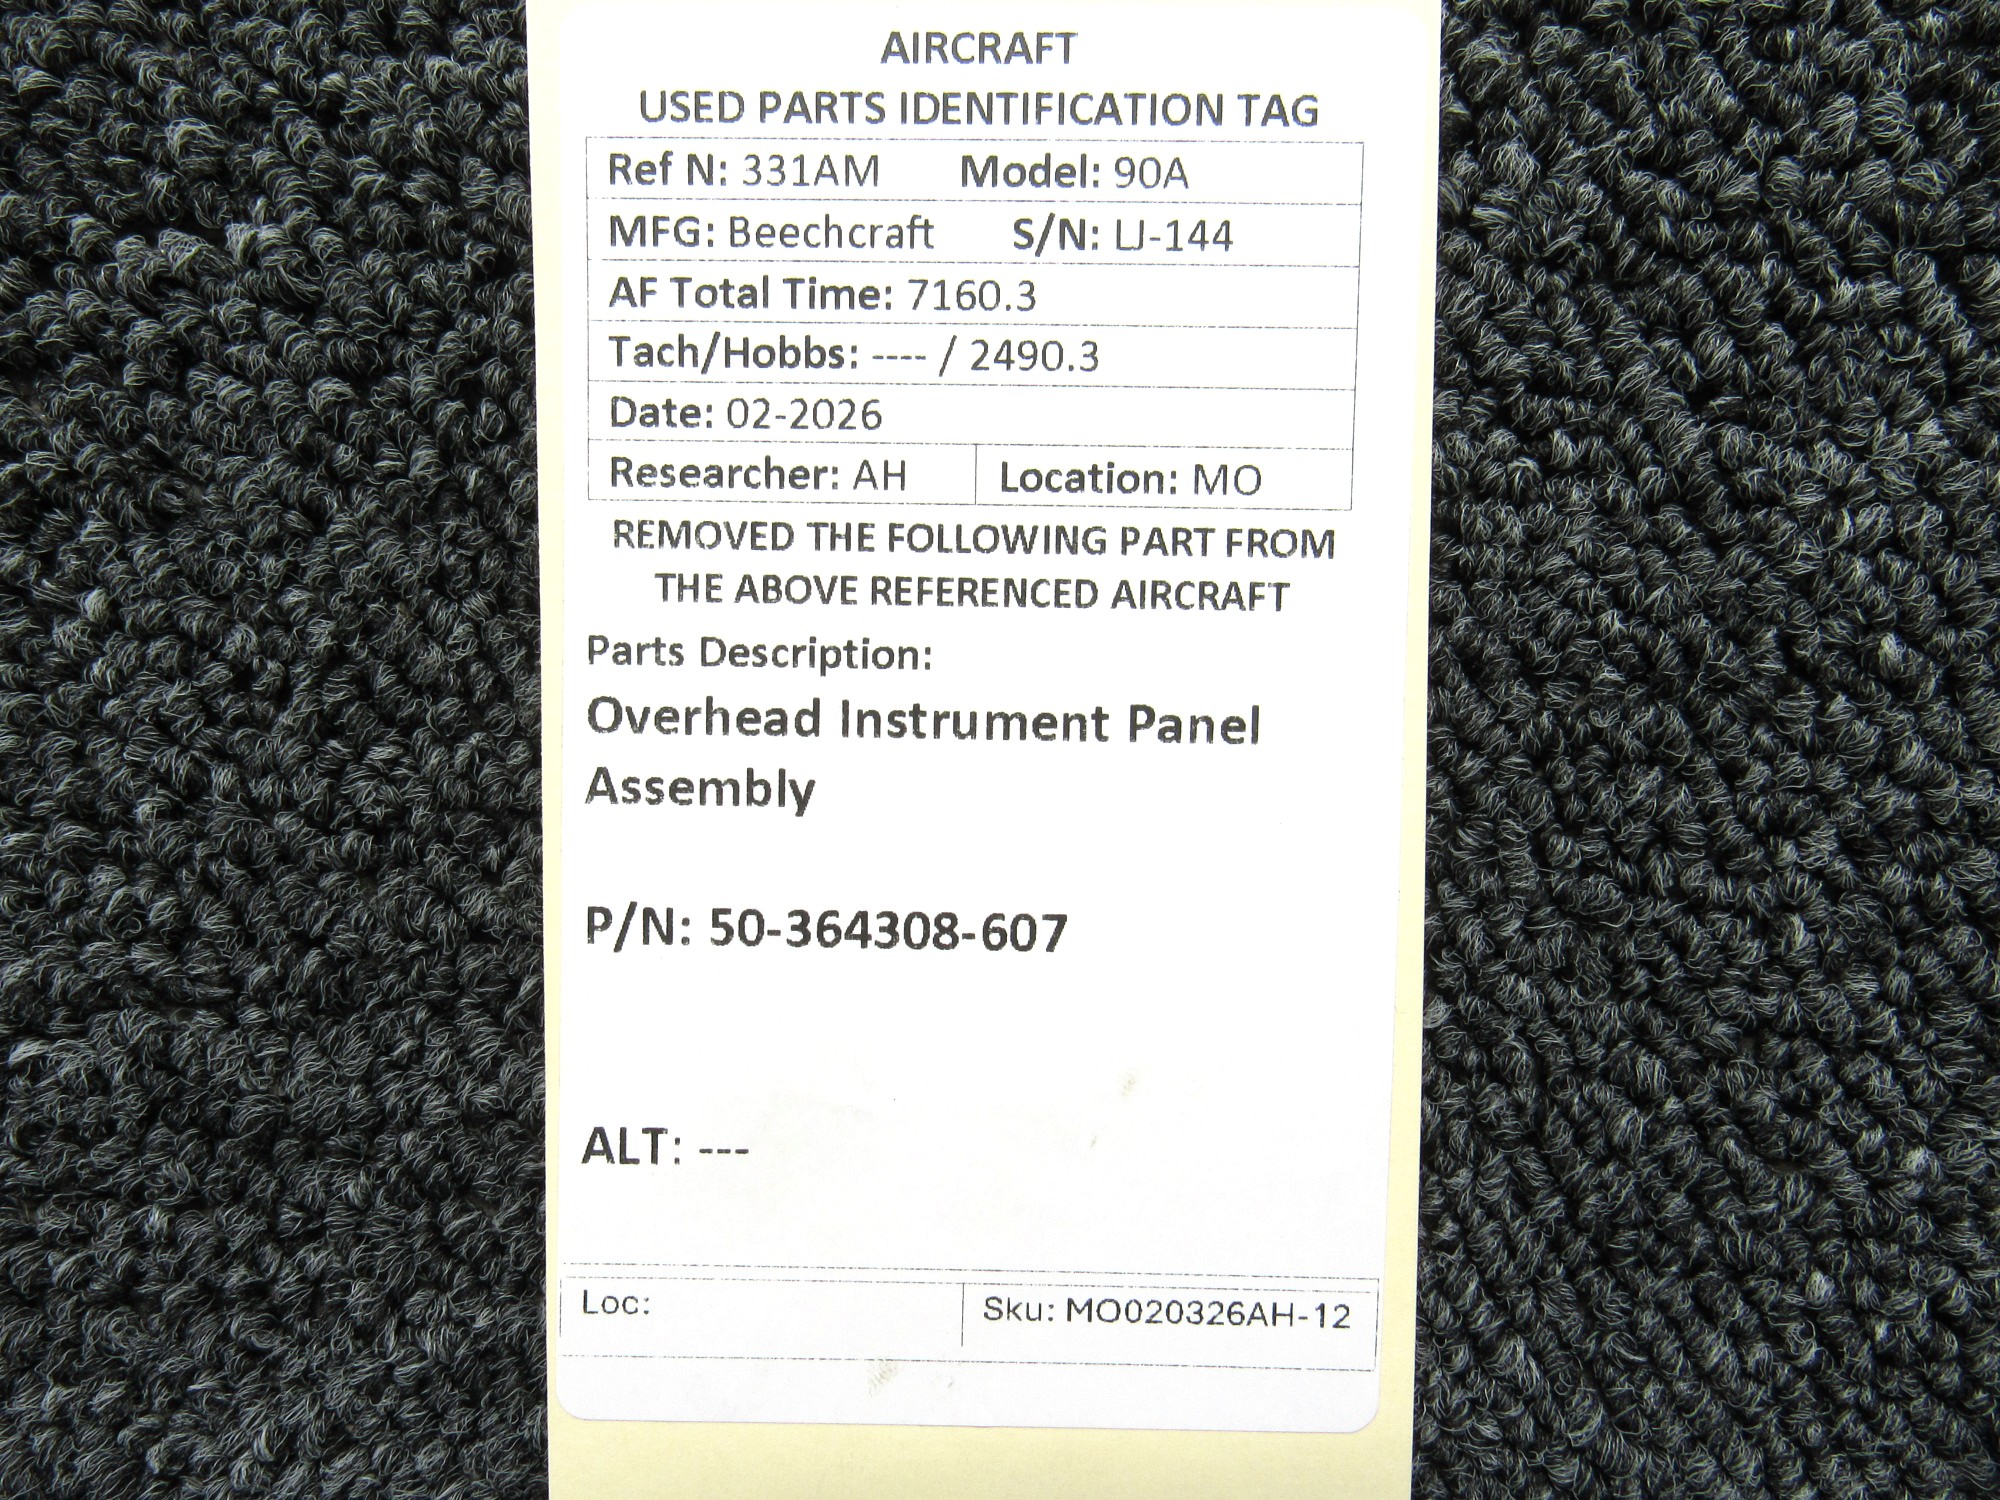 AIRCRAFT
USED PARTS IDENTIFICATION TAG
Ref N: 331AM Model: 90A
MFG: Beechcraft S/N: LJ-144
AF Total Time: 7160.3
Tach/Hobbs: ---- / 2490.3
Date: 02-2026
Researcher: AH Location: MO
REMOVED THE FOLLOWING PART FROM
THE ABOVE REFERENCED AIRCRAFT
Parts Description:
Overhead Instrument Panel
Assembly
P/N: 50-364308-607
ALT: ---
Loc: Sku: MO020326AH-12